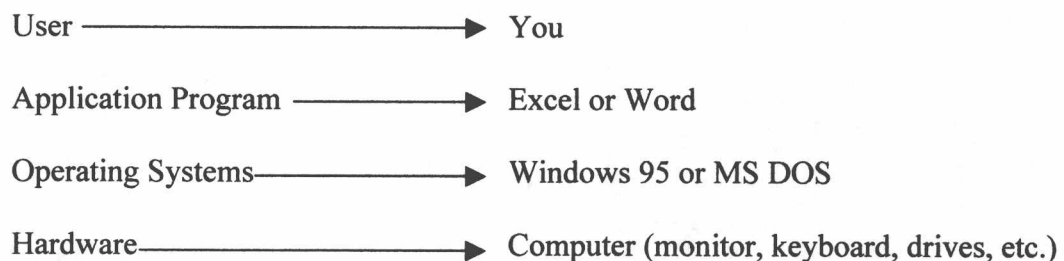 User You
Application Program Excel or Word
Operating Systems Windows 95 or MS DOS
Hardware Computer (monitor, keyboard, drives, etc.)